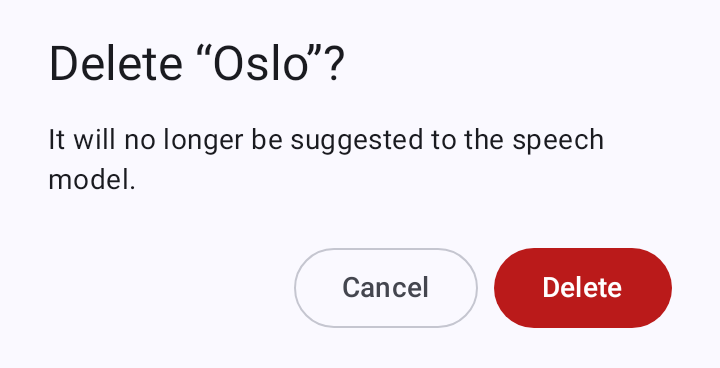 Delete “Oslo”?
It will no longer be suggested to the speech
model.
Cancel
Delete